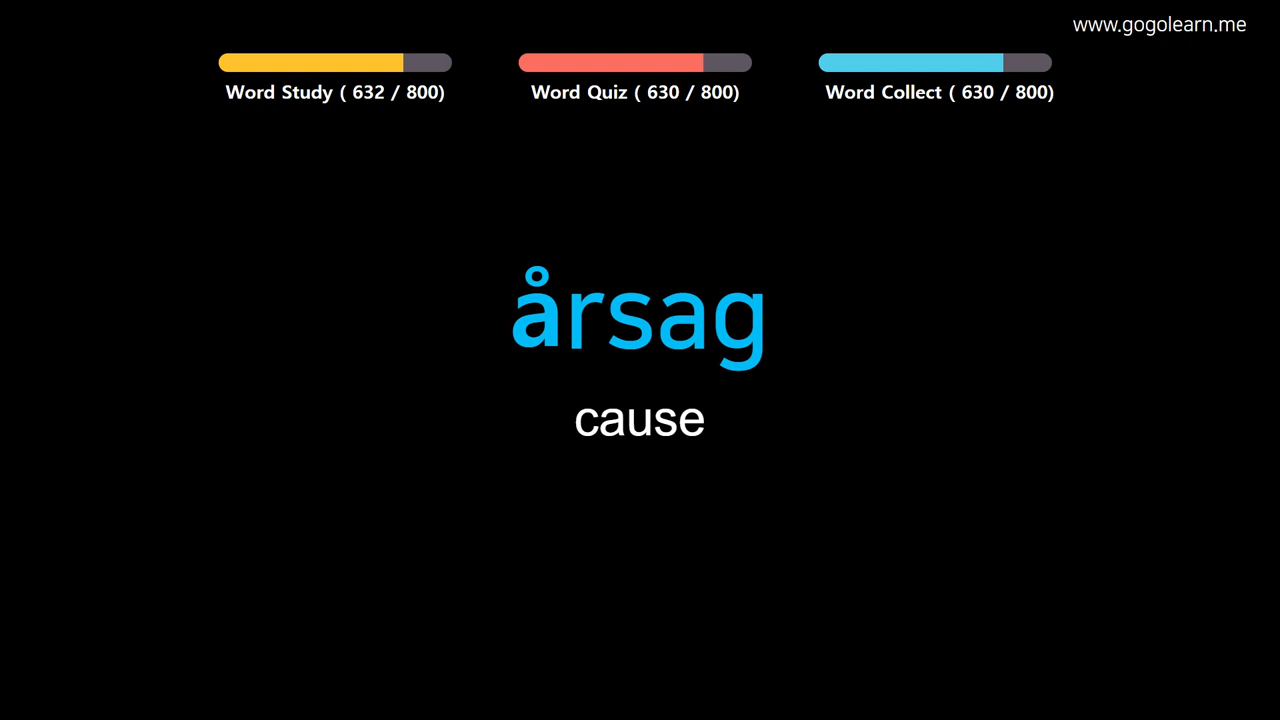 www.gogolearn.me
Word Study ( 632 / 800)
Word Quiz ( 630 / 800)
Word Collect ( 630 / 800)
årsag
cause